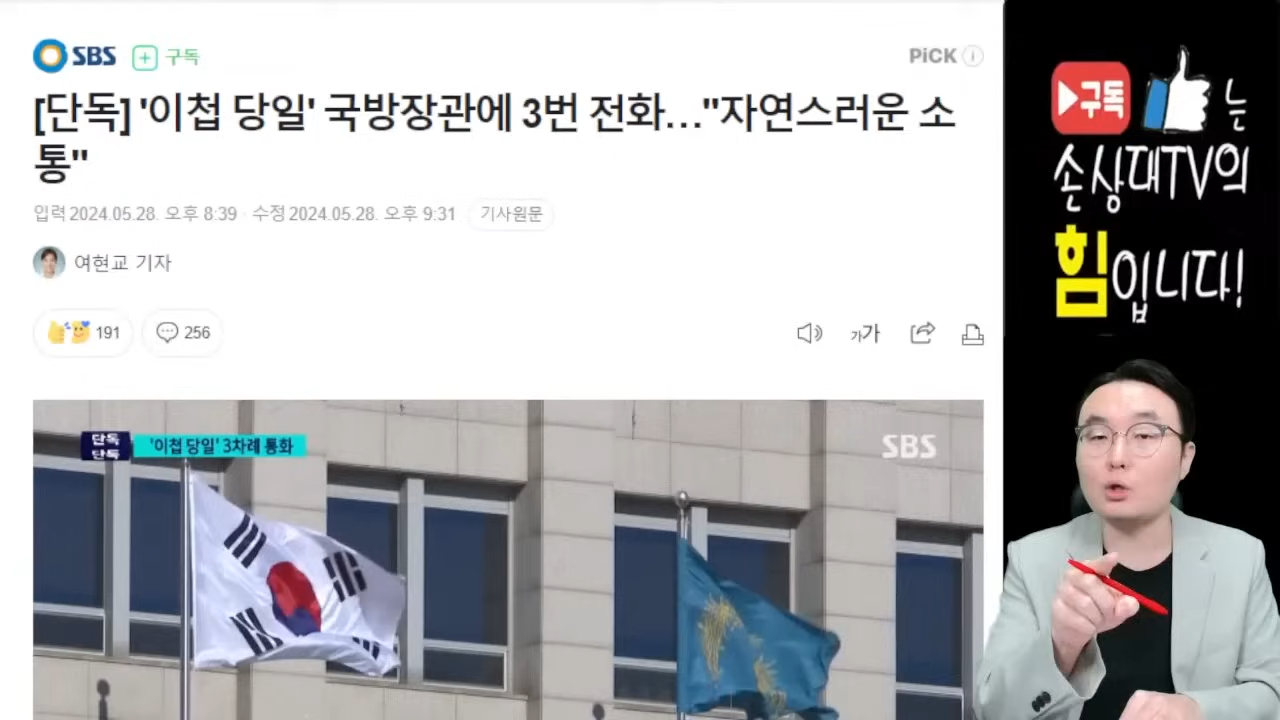 SBS 구독
PiCK
[단독] '이첩 당일' 국방장관에 3번 전화…"자연스러운 소
통"
입력 2024.05.28. 오후 8:39 · 수정 2024.05.28. 오후 9:31 기사원문
여현교 기자
191 256
가가
단독
단독
'이첩 당일' 3차례 통화
SBS
구독 는
손상대TV의
힘입니다!